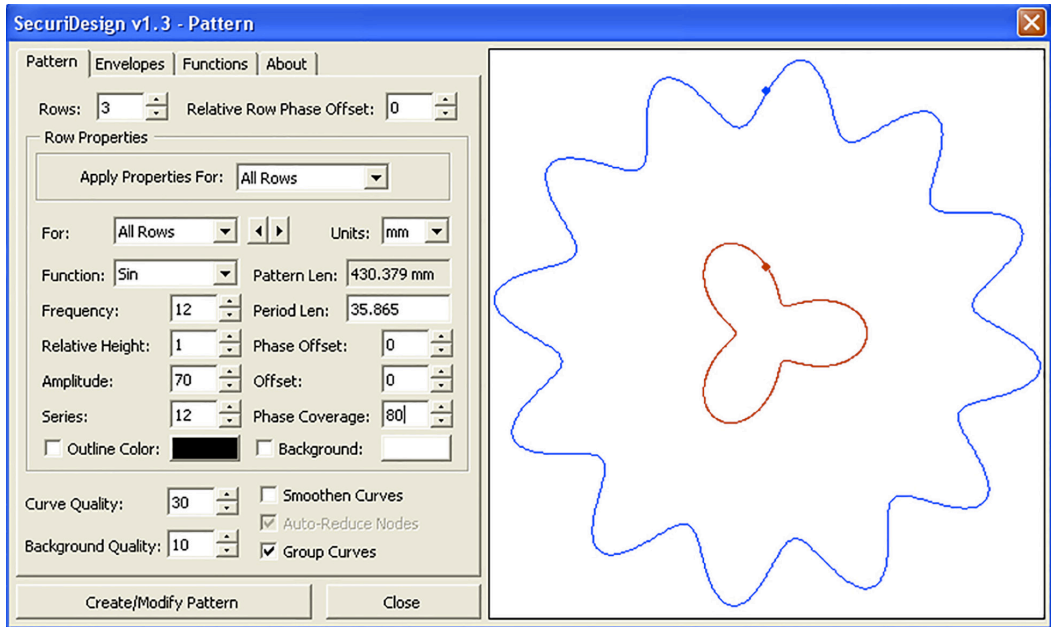 SecuriDesign v1.3 - Pattern
Pattern Envelopes Functions About
Rows: 3 Relative Row Phase Offset: 0
Row Properties
Apply Properties For: All Rows
For: All Rows Units: mm
Function: Sin Pattern Len: 430.379 mm
Frequency: 12 Period Len: 35.865
Relative Height: 1 Phase Offset: 0
Amplitude: 70 Offset: 0
Series: 12 Phase Coverage: 80
Outline Color: Background:
Curve Quality: 30 Smoothen Curves
Auto-Reduce Nodes
Background Quality: 10 Group Curves
Create/Modify Pattern Close